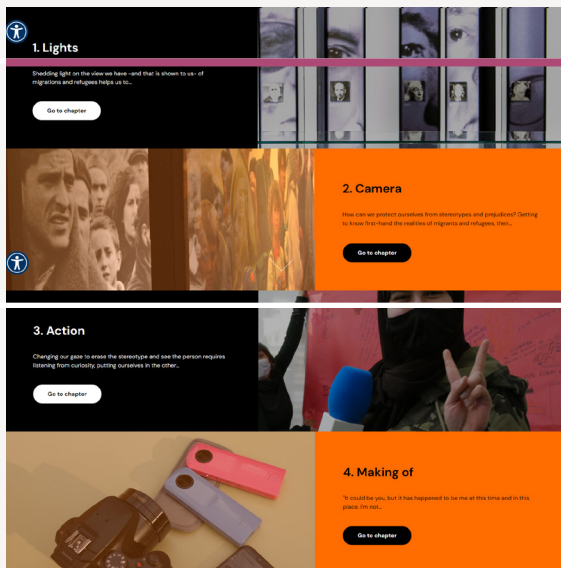 1. Lights
Shedding light on the view we have -and that is shown to us- of
migrations and refugees helps us to...
Go to chapter
2. Camera
How can we protect ourselves from stereotypes and prejudices? Getting
to know first-hand the realities of migrants and refugees, then...
Go to chapter
3. Action
Changing our gaze to erase the stereotype and see the person requires
listening from curiosity, putting ourselves in the other...
Go to chapter
4. Making of
"It could be you, but it has happened to be me at this time and in this
place. I'm not...
Go to chapter